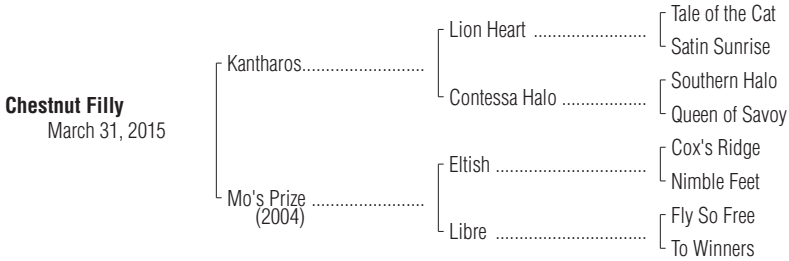 Chestnut Filly
March 31, 2015
Kantharos........................
Mo's Prize ......................
(2004)
Lion Heart ......................
Contessa Halo .................
Eltish .............................
Libre .............................
Tale of the Cat
Satin Sunrise
Southern Halo
Queen of Savoy
Cox's Ridge
Nimble Feet
Fly So Free
To Winners